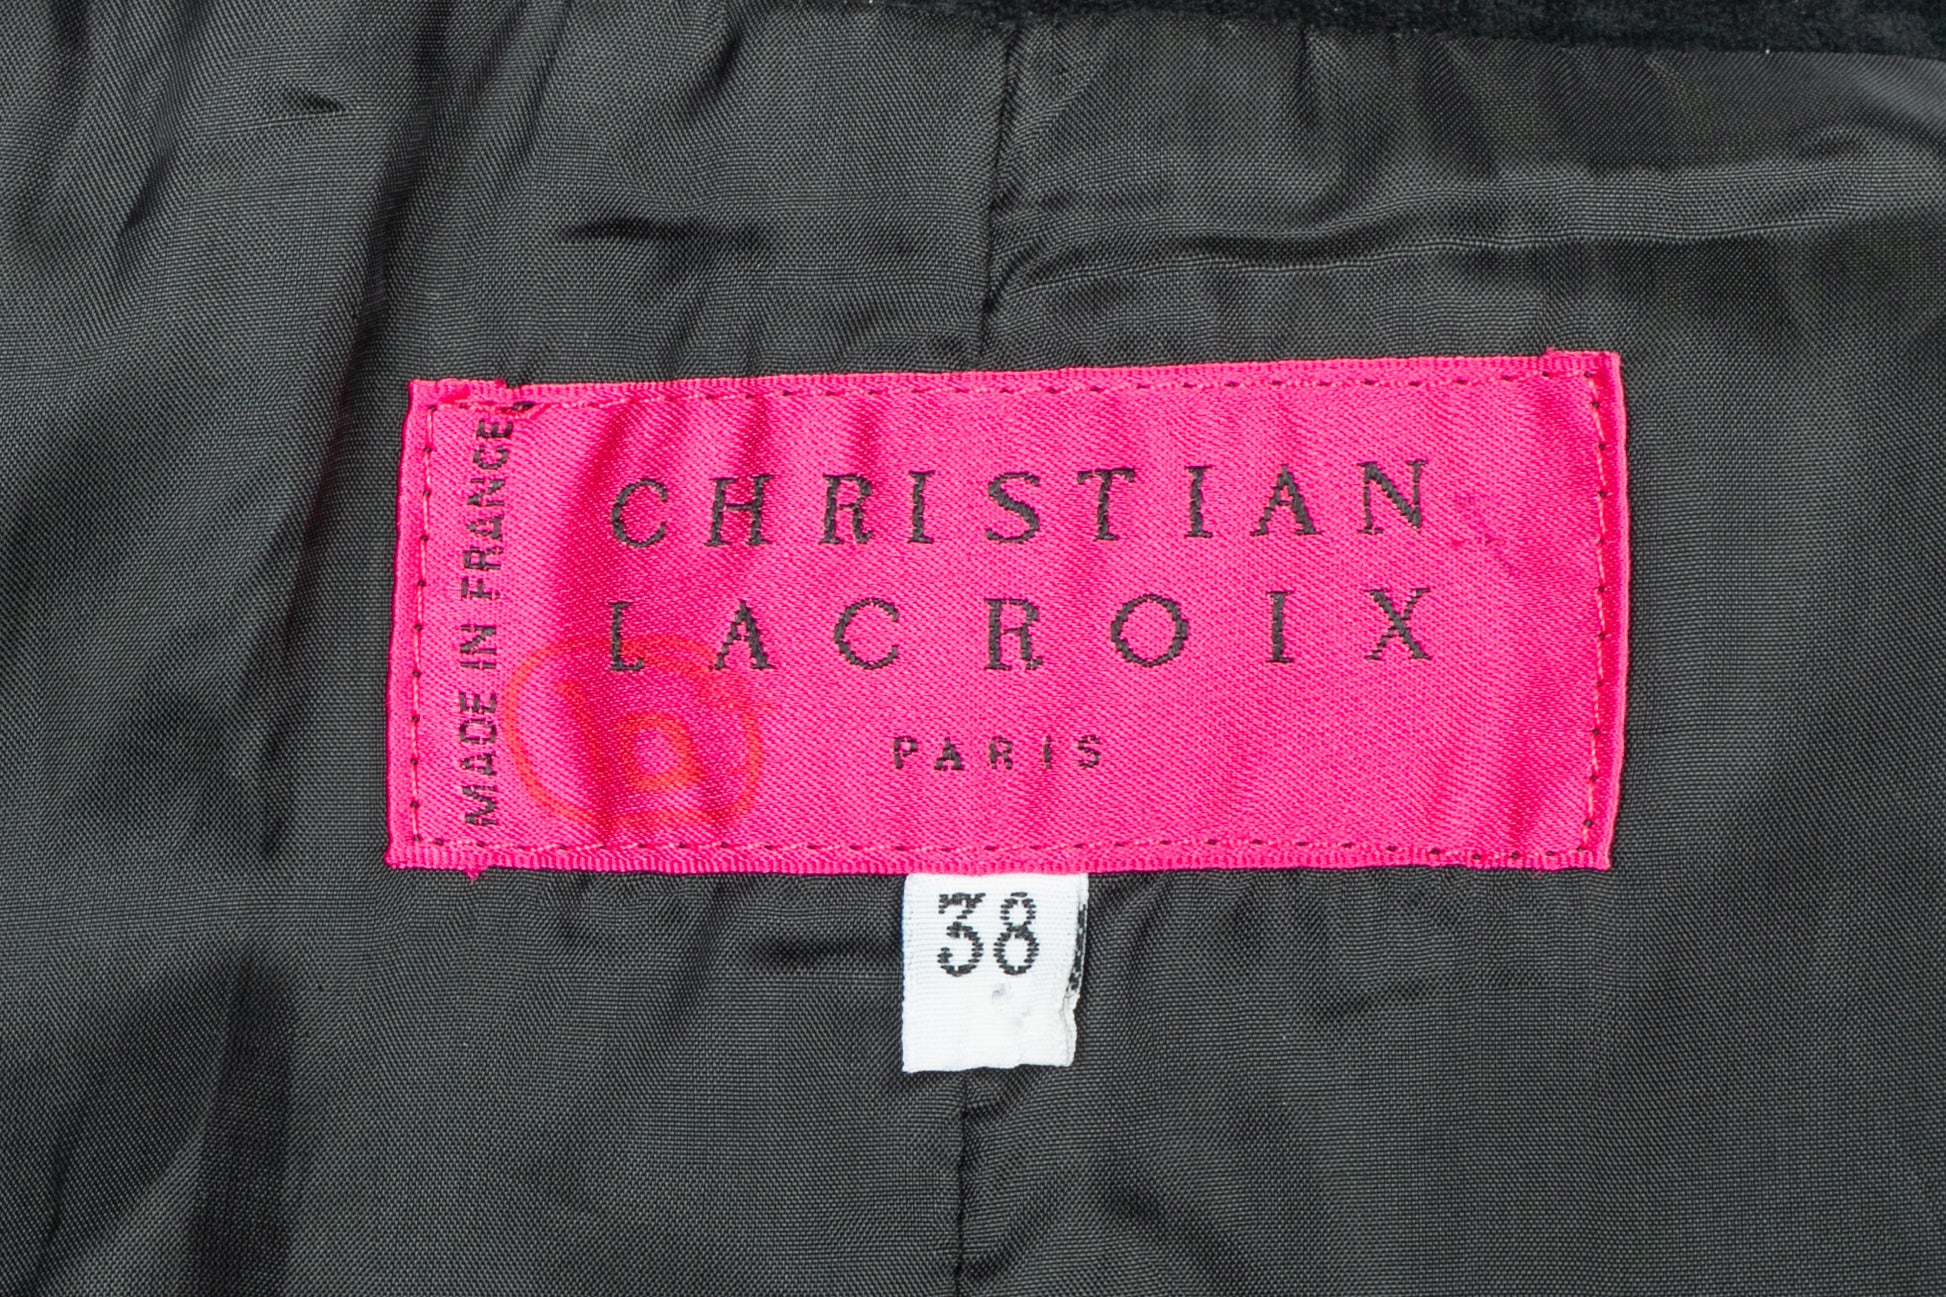 MADE IN FRANCE
CHRISTIAN
LACROIX
PARIS
38